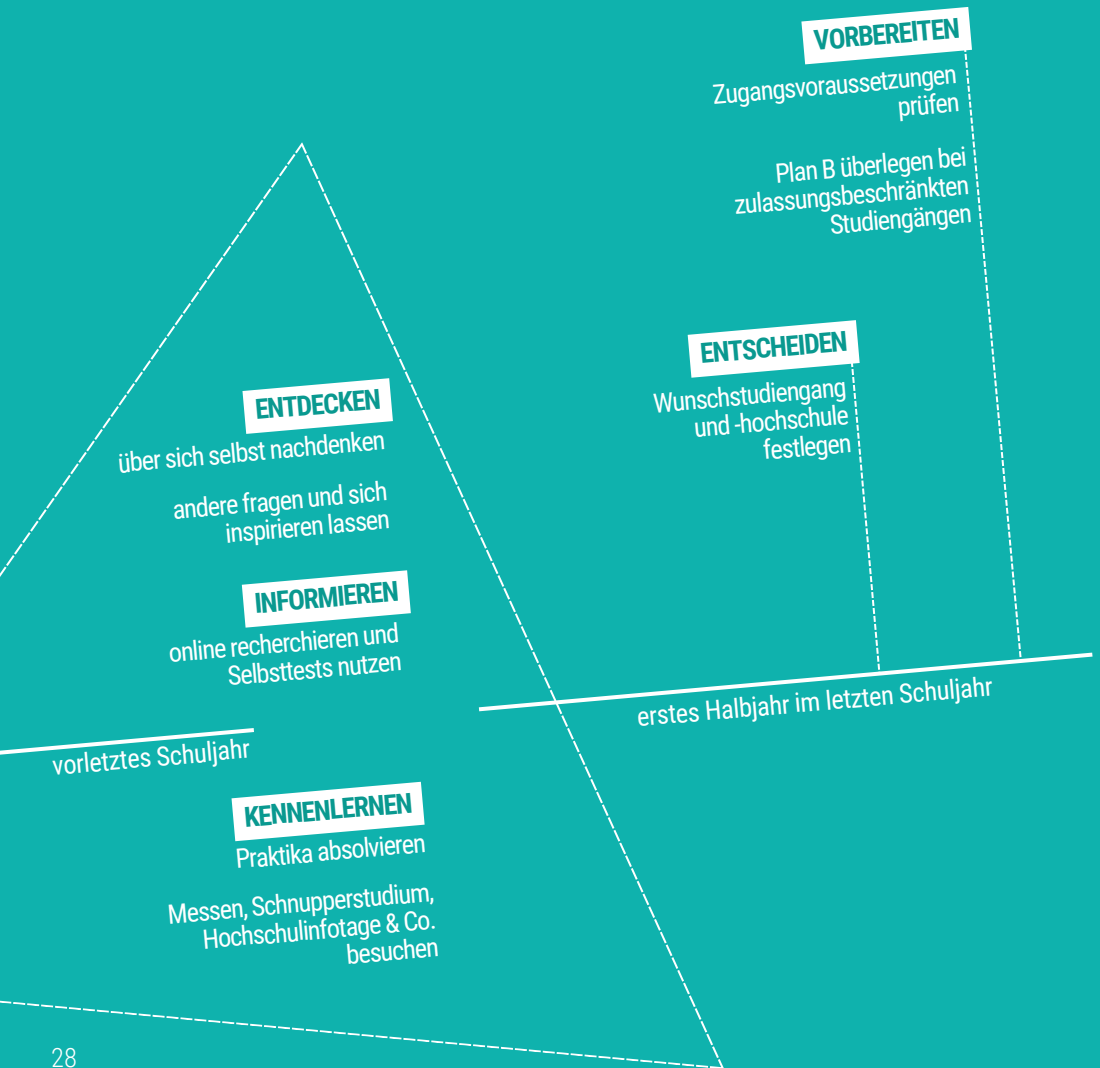 ENTDECKEN
über sich selbst nachdenken
andere fragen und sich
inspirieren lassen
INFORMIEREN
online recherchieren und
Selbsttests nutzen
vorletztes Schuljahr
KENNENLERNEN
Praktika absolvieren
Messen, Schnupperstudium,
Hochschulinfotage & Co.
besuchen
VORBEREITEN
Zugangsvoraussetzungen
prüfen
Plan B überlegen bei
zulassungsbeschränkten
Studiengängen
ENTSCHEIDEN
Wunschstudiengang
und -hochschule
festlegen
erstes Halbjahr im letzten Schuljahr
28